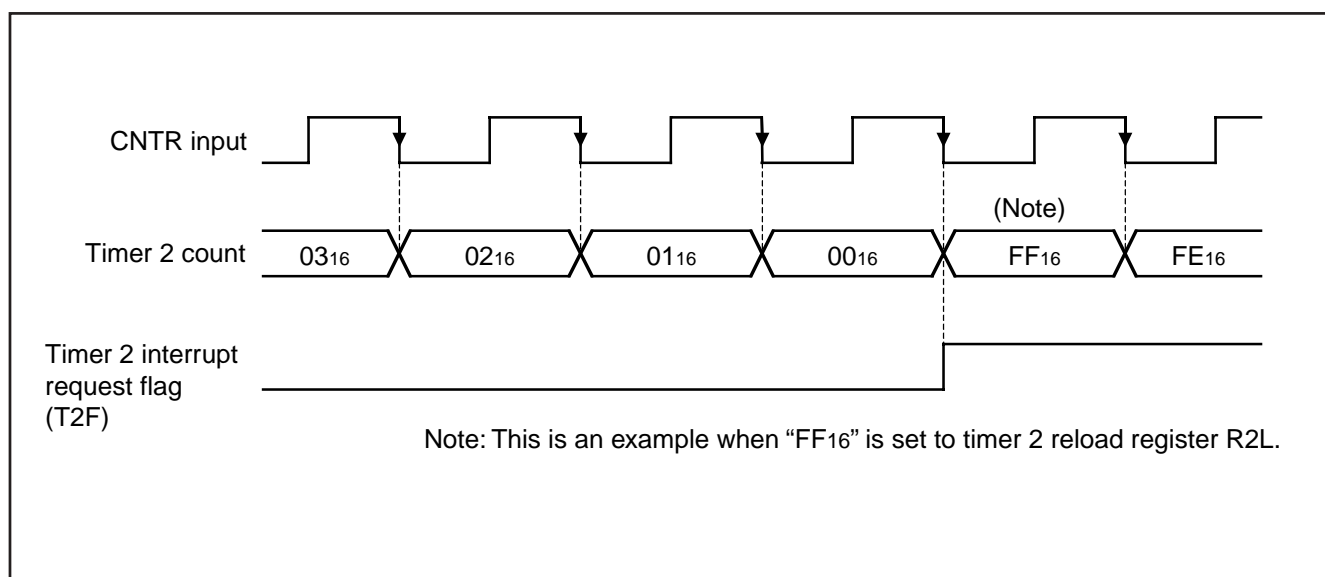 CNTR input
(Note)
Timer 2 count
03₁₆ 02₁₆ 01₁₆ 00₁₆ FF₁₆ FE₁₆
Timer 2 interrupt
request flag
(T2F)
Note: This is an example when “FF₁₆” is set to timer 2 reload register R2L.